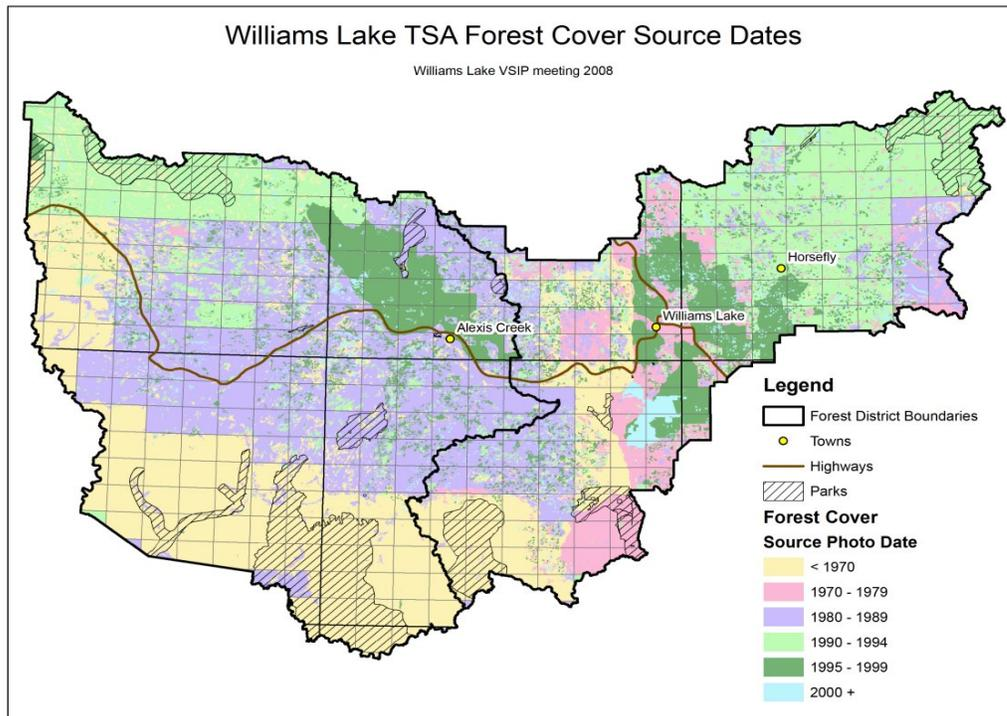 Williams Lake TSA Forest Cover Source Dates
Williams Lake VSIP meeting 2008
Horsefly
Williams Lake
Alexis Creek
Legend
Forest District Boundaries
Towns
Highways
Parks
Forest Cover
Source Photo Date
< 1970
1970 - 1979
1980 - 1989
1990 - 1994
1995 - 1999
2000 +